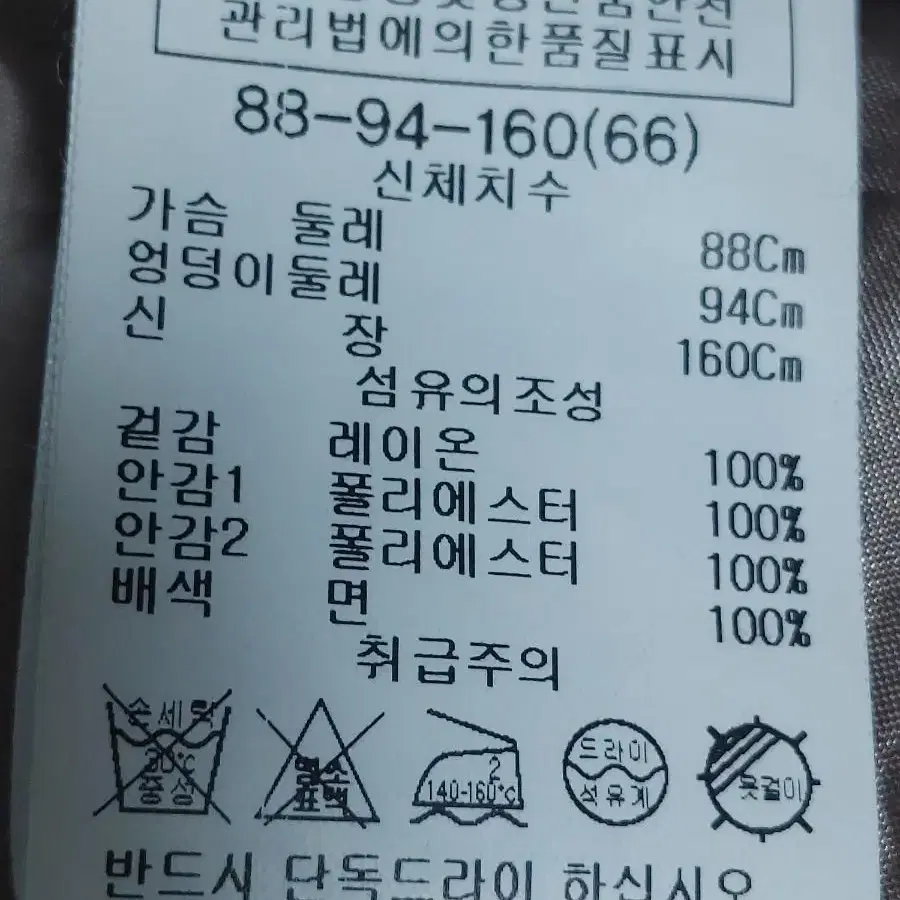 관리법에의한품질표시
88-94-160(66)
신체치수
가슴 둘레 88Cm
엉덩이둘레 94Cm
신 장 160Cm
섬유의조성
겉감 레이온 100%
안감1 폴리에스터 100%
안감2 폴리에스터 100%
배색 면 100%
취급주의
손세탁
30℃
중성
염소
표백
2
140-160℃
드라이
석유계
옷걸이
반드시 단독드라이 하십시오